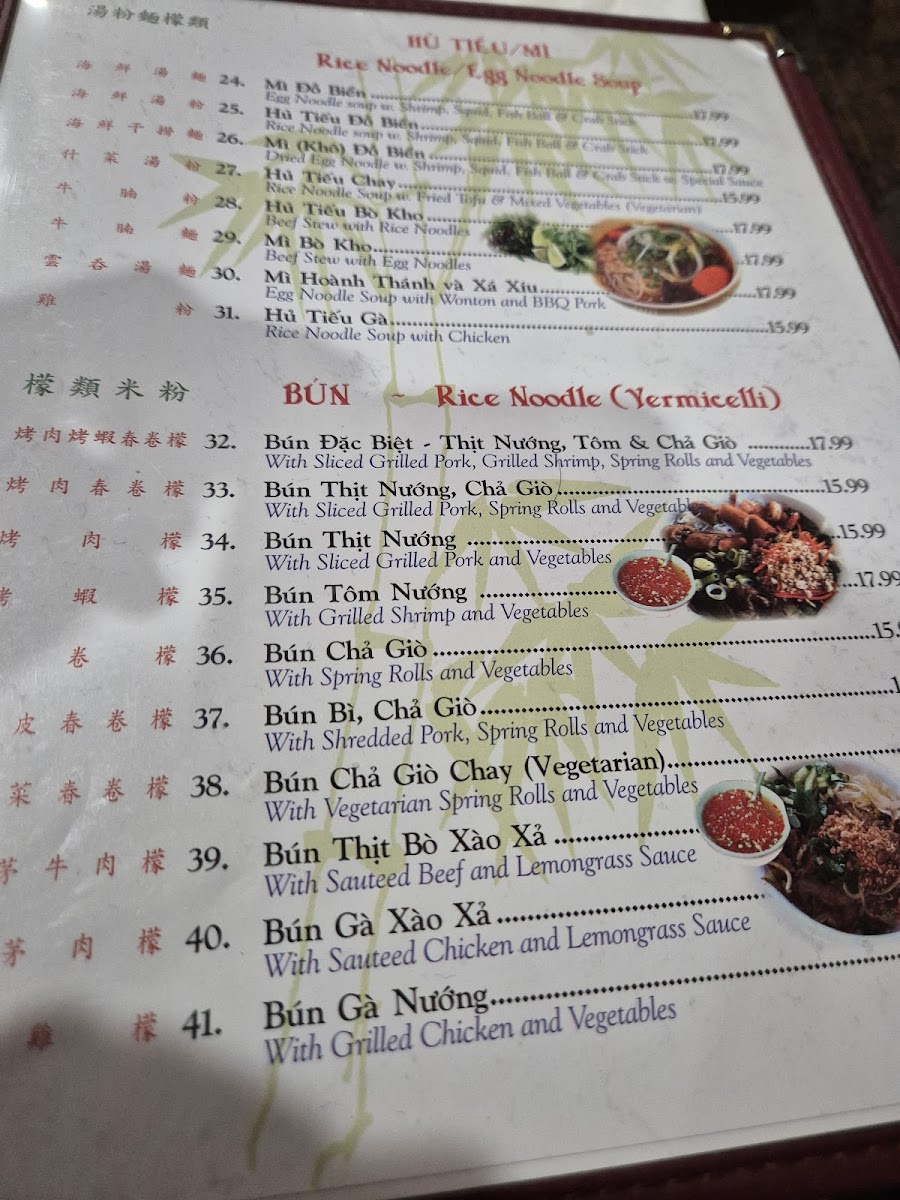 湯粉麵檬類
HỦ TIẾU/MÌ
Rice Noodle/Egg Noodle Soup
海鮮湯麵 24. Mì Đồ Biển 17.99
Egg Noodle soup w. Shrimp, Squid, Fish Ball & Crab Stick
海鮮湯粉 25. Hủ Tiếu Đồ Biển 17.99
Rice Noodle soup w. Shrimp, Squid, Fish Ball & Crab Stick
海鮮干撈麵 26. Mì (Khô) Đồ Biển 17.99
Dried Egg Noodle w. Shrimp, Squid, Fish Ball & Crab Stick w. Special Sauce
什菜湯粉 27. Hủ Tiếu Chay 15.99
Rice Noodle Soup w. Fried Tofu & Mixed Vegetables (Vegetarian)
牛腩粉 28. Hủ Tiếu Bò Kho 17.99
Beef Stew with Rice Noodles
牛腩麵 29. Mì Bò Kho 17.99
Beef Stew with Egg Noodles
雲吞湯麵 30. Mì Hoành Thánh và Xá Xíu 17.99
Egg Noodle Soup with Wonton and BBQ Pork
雞粉 31. Hủ Tiếu Gà 15.99
Rice Noodle Soup with Chicken
檬類米粉 BÚN ~ Rice Noodle (Vermicelli)
烤肉烤蝦春卷檬 32. Bún Đặc Biệt - Thịt Nướng, Tôm & Chả Giò 17.99
With Sliced Grilled Pork, Grilled Shrimp, Spring Rolls and Vegetables
烤肉春卷檬 33. Bún Thịt Nướng, Chả Giò 15.99
With Sliced Grilled Pork, Spring Rolls and Vegetables
烤肉檬 34. Bún Thịt Nướng 15.99
With Sliced Grilled Pork and Vegetables
烤蝦檬 35. Bún Tôm Nướng 17.99
With Grilled Shrimp and Vegetables
卷檬 36. Bún Chả Giò 15.
With Spring Rolls and Vegetables
皮春卷檬 37. Bún Bì, Chả Giò 1
With Shredded Pork, Spring Rolls and Vegetables
菜春卷檬 38. Bún Chả Giò Chay (Vegetarian)
With Vegetarian Spring Rolls and Vegetables
茅牛肉檬 39. Bún Thịt Bò Xào Xả
With Sauteed Beef and Lemongrass Sauce
茅肉檬 40. Bún Gà Xào Xả
With Sauteed Chicken and Lemongrass Sauce
雞檬 41. Bún Gà Nướng
With Grilled Chicken and Vegetables